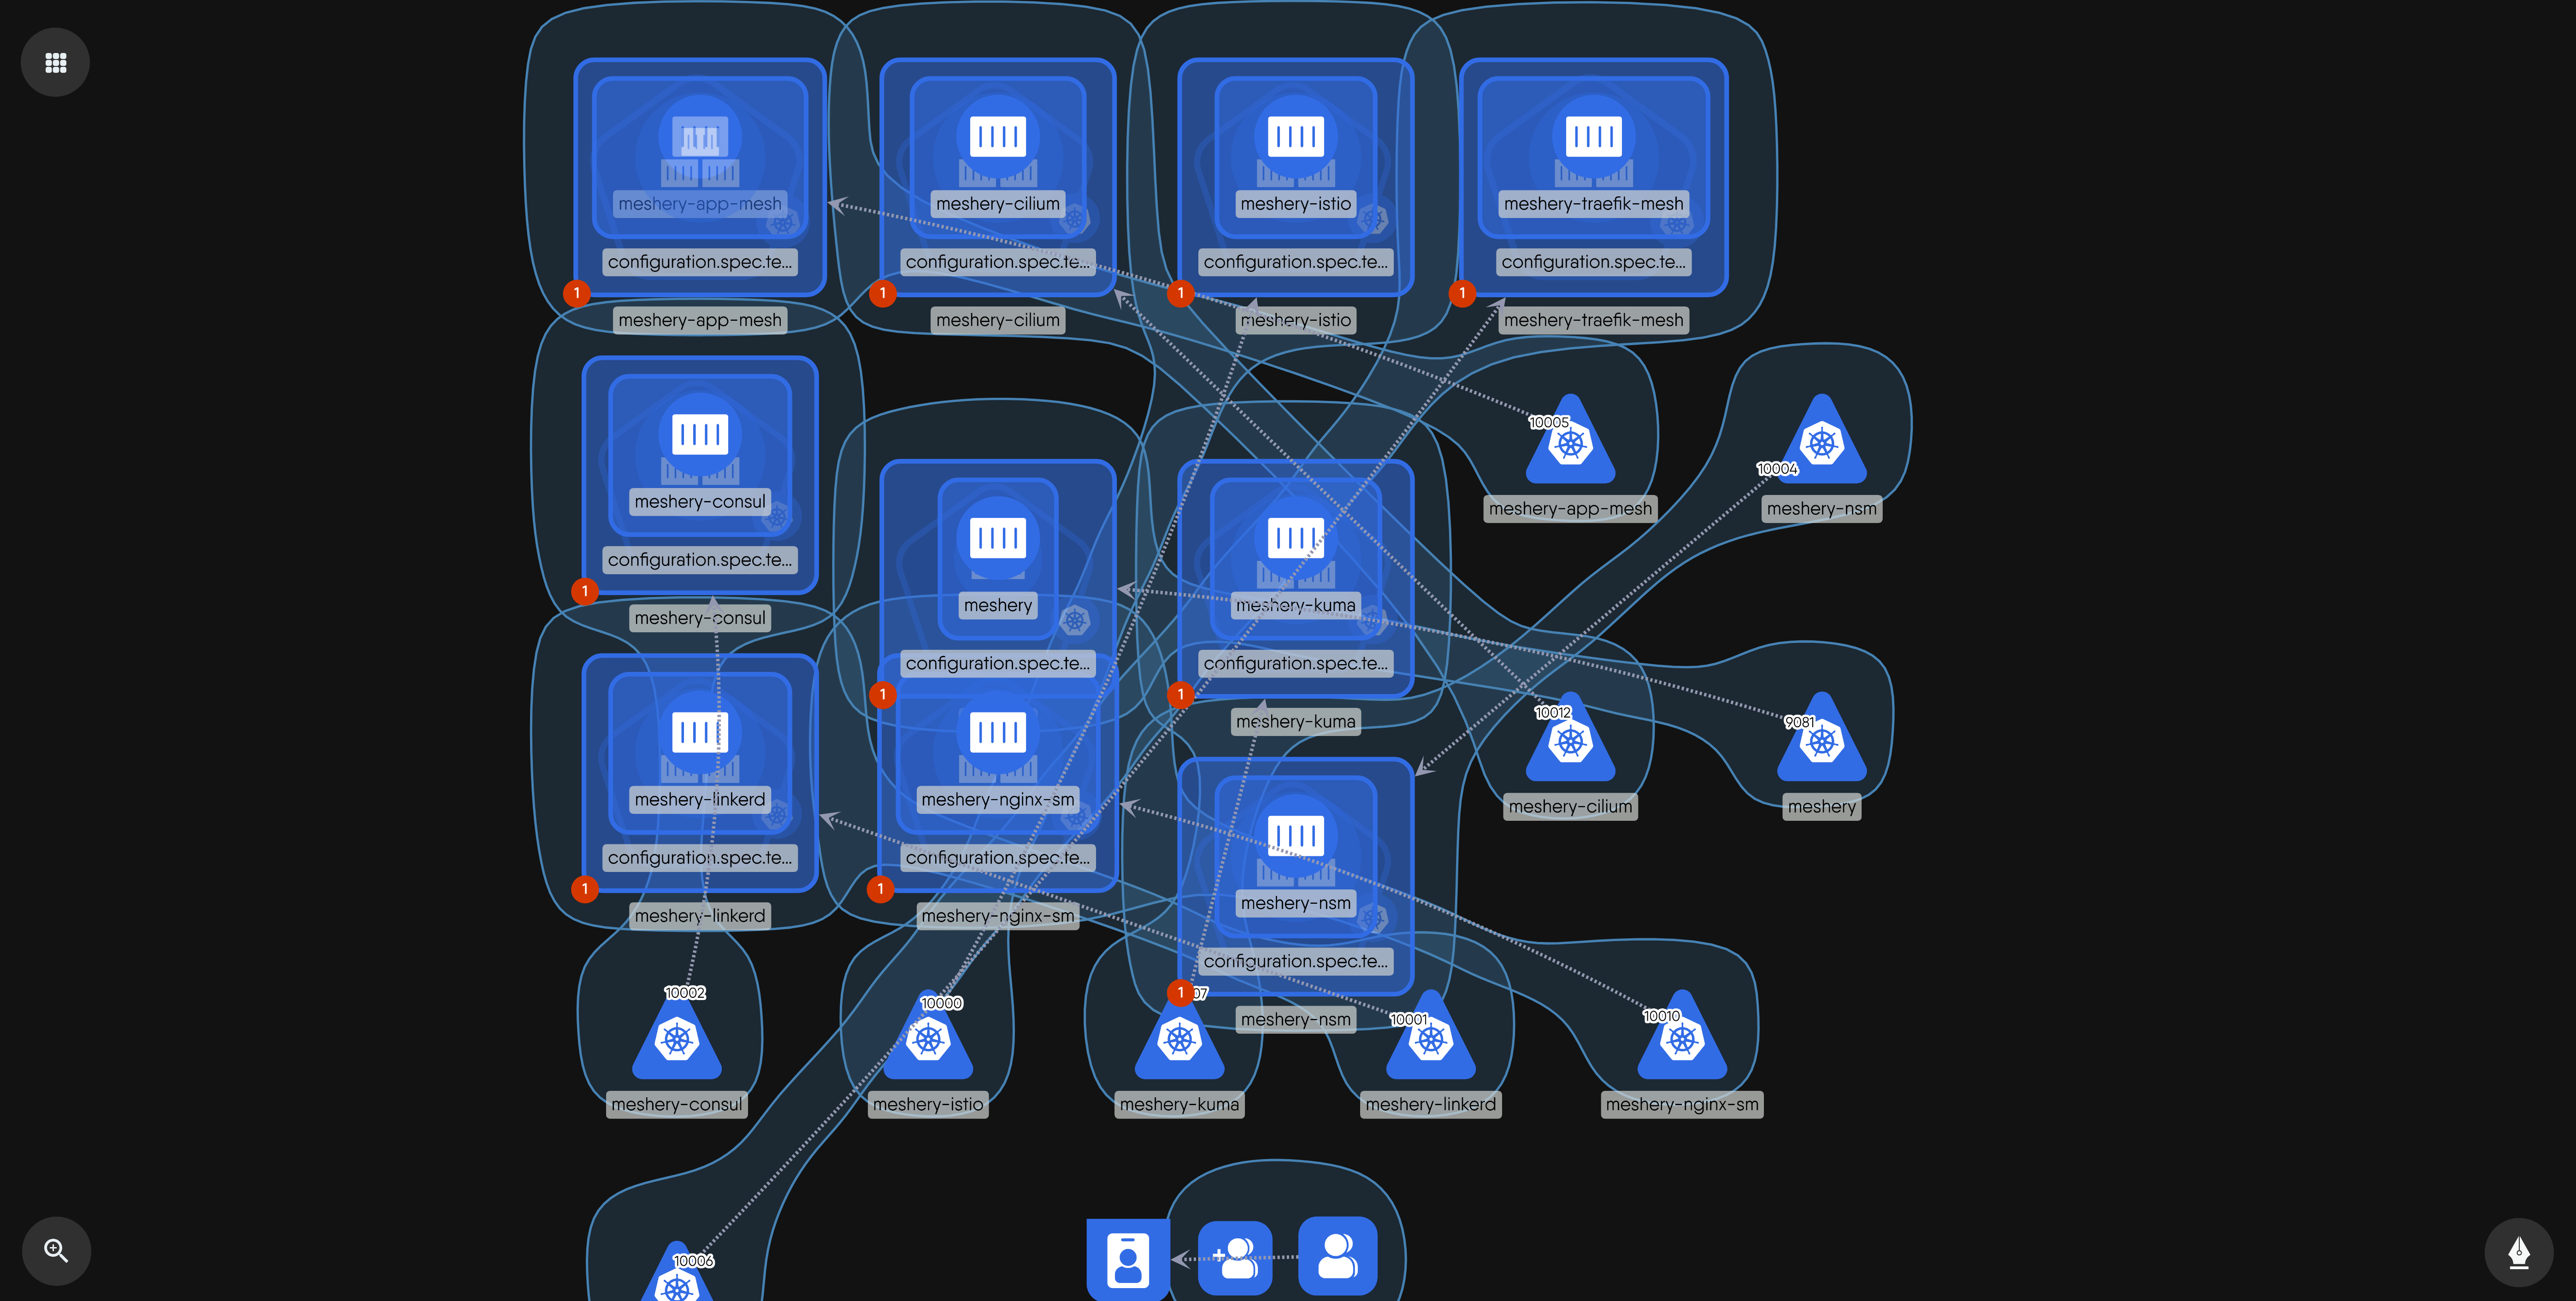 meshery-app-mesh
configuration.spec.te...
1
meshery-app-mesh
meshery-cilium
configuration.spec.te...
1
meshery-cilium
meshery-istio
configuration.spec.te...
1
meshery-istio
meshery-traefik-mesh
configuration.spec.te...
1
meshery-traefik-mesh
meshery-consul
configuration.spec.te...
1
meshery-consul
meshery
configuration.spec.te...
1
meshery-kuma
configuration.spec.te...
1
meshery-kuma
10005
meshery-app-mesh
10004
meshery-nsm
meshery-linkerd
configuration.spec.te...
1
meshery-linkerd
meshery-nginx-sm
configuration.spec.te...
1
meshery-nginx-sm
meshery-nsm
configuration.spec.te...
1
meshery-nsm
10012
meshery-cilium
9081
meshery
10002
meshery-consul
10000
meshery-istio
07
meshery-kuma
10001
meshery-linkerd
10010
meshery-nginx-sm
10006